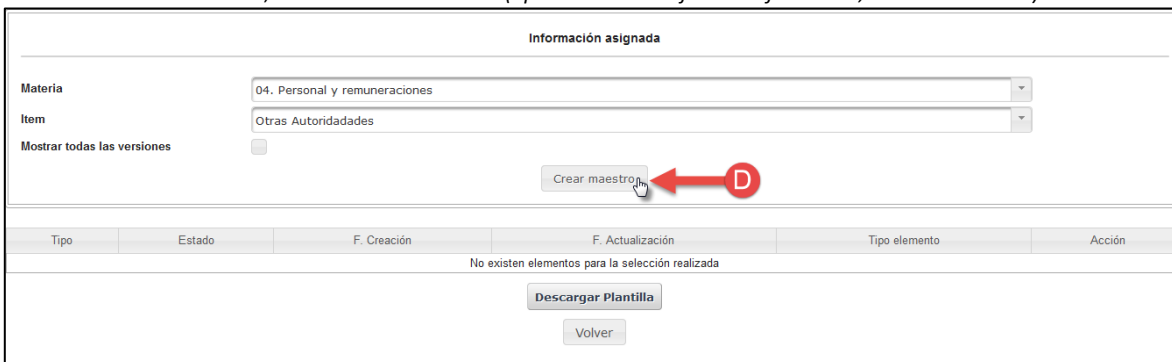 Información asignada
Materia 04. Personal y remuneraciones
Item Otras Autoridadades
Mostrar todas las versiones
Crear maestro D
Tipo Estado F. Creación F. Actualización Tipo elemento Acción
No existen elementos para la selección realizada
Descargar Plantilla
Volver